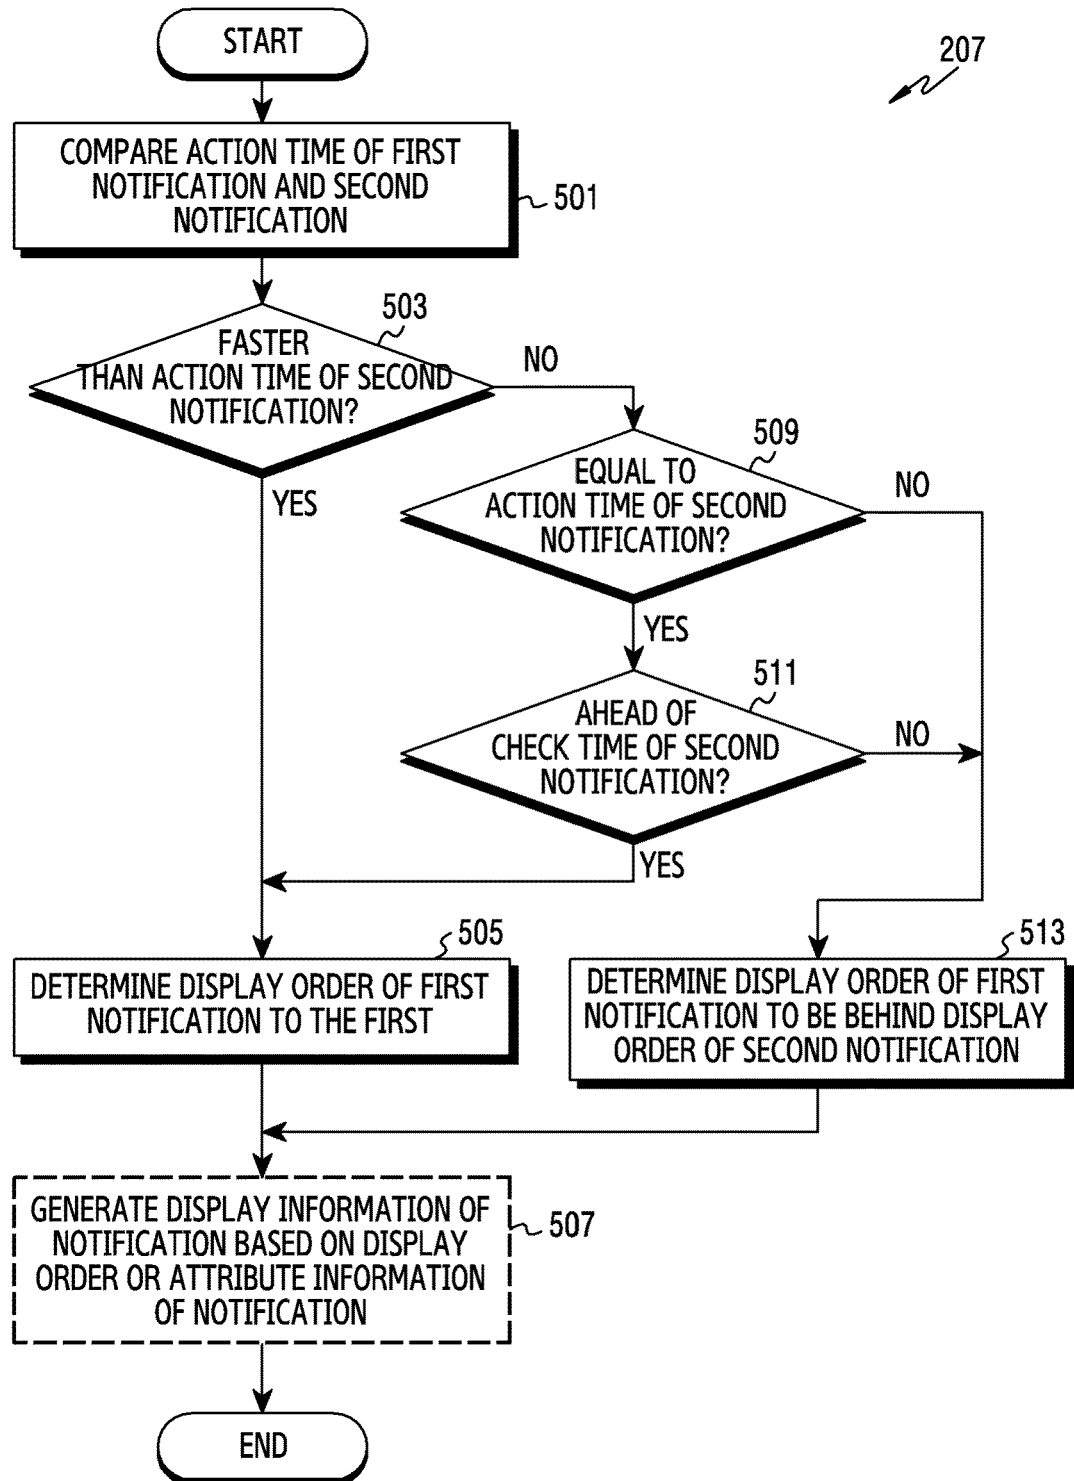 START
207
COMPARE ACTION TIME OF FIRST
NOTIFICATION AND SECOND
NOTIFICATION
501
503
FASTER
THAN ACTION TIME OF SECOND
NOTIFICATION?
NO
YES
509
EQUAL TO
ACTION TIME OF SECOND
NOTIFICATION?
NO
YES
511
AHEAD OF
CHECK TIME OF SECOND
NOTIFICATION?
NO
YES
505
DETERMINE DISPLAY ORDER OF FIRST
NOTIFICATION TO THE FIRST
513
DETERMINE DISPLAY ORDER OF FIRST
NOTIFICATION TO BE BEHIND DISPLAY
ORDER OF SECOND NOTIFICATION
GENERATE DISPLAY INFORMATION OF
NOTIFICATION BASED ON DISPLAY
ORDER OR ATTRIBUTE INFORMATION
OF NOTIFICATION
507
END